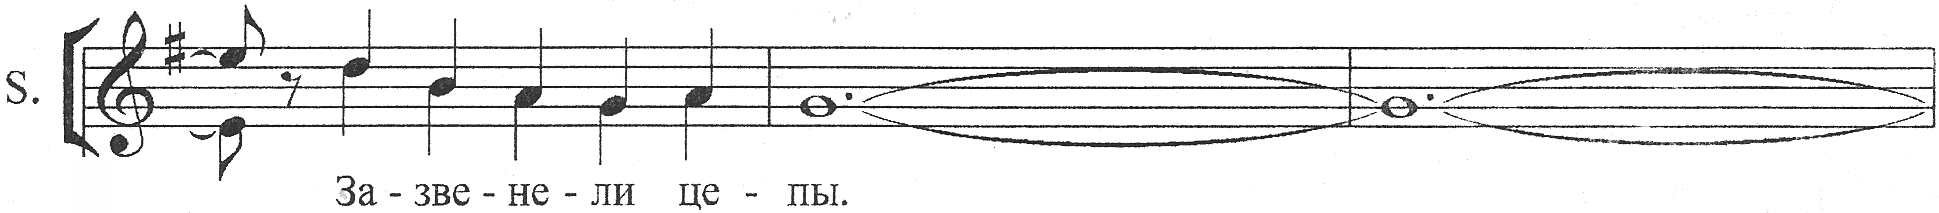 S.
За - зве - не - ли це - пы.